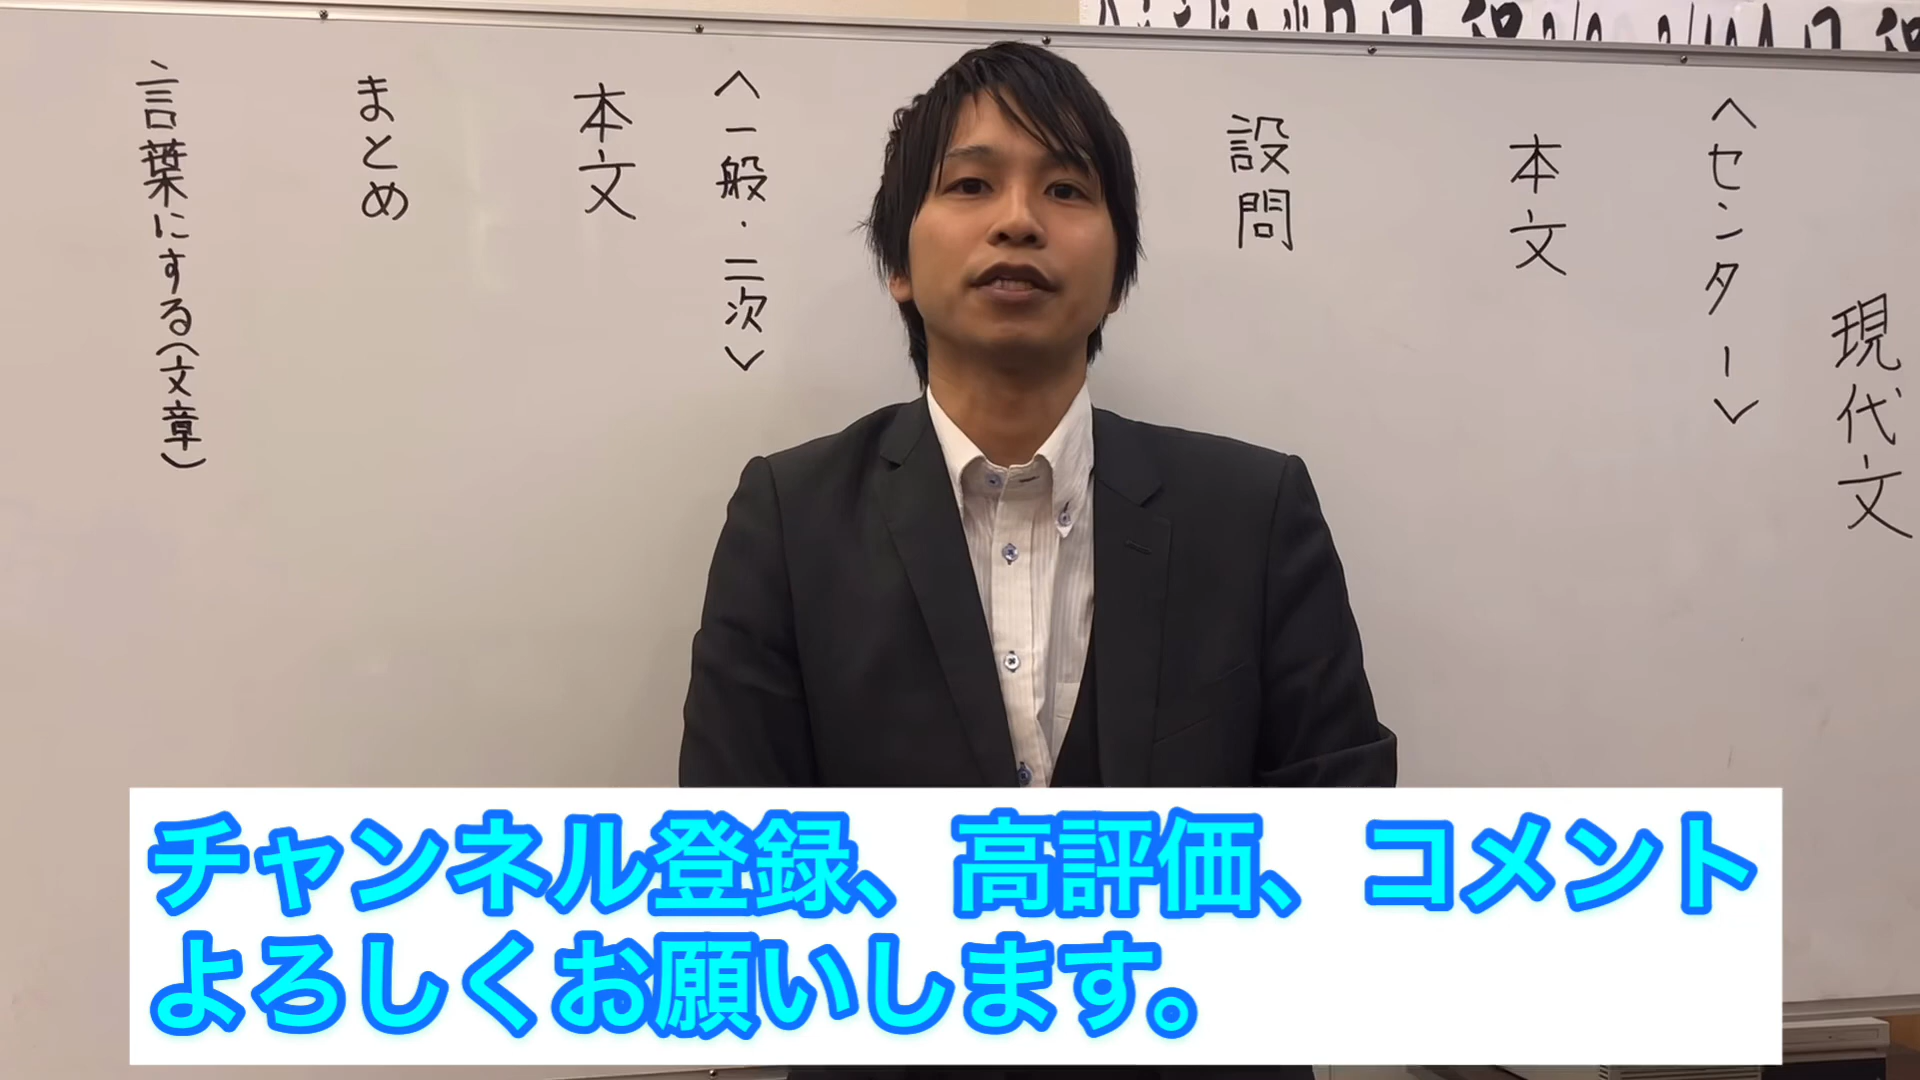 現代文
〈センター〉
本文
設問
〈一般・二次〉
本文
まとめ
言葉にする(文章)
チャンネル登録、高評価、コメント
よろしくお願いします。